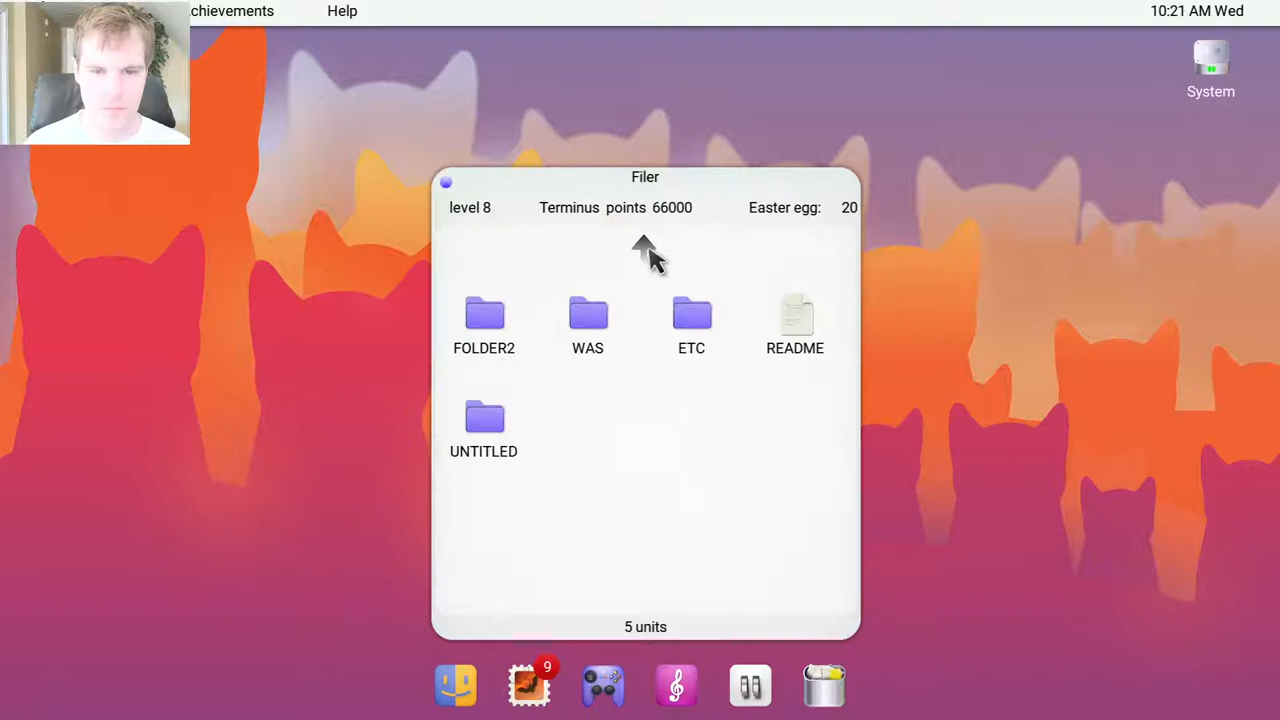 chievements Help 10:21 AM Wed
System
Filer
level 8 Terminus points 66000 Easter egg: 20
FOLDER2 WAS ETC README
UNTITLED
5 units
9